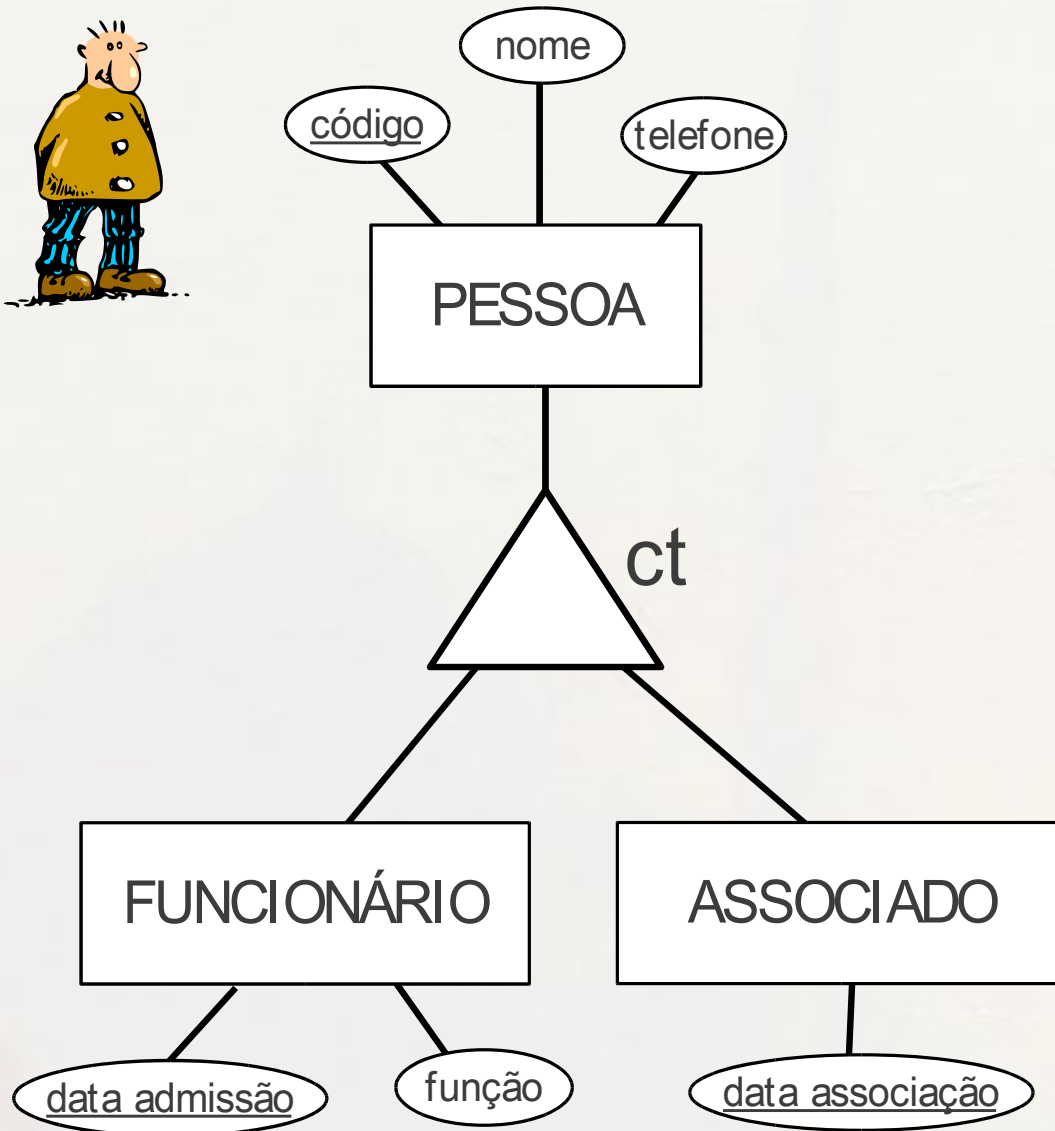 nome
código
telefone
PESSOA
ct
FUNCIONÁRIO
ASSOCIADO
data admissão
função
data associação